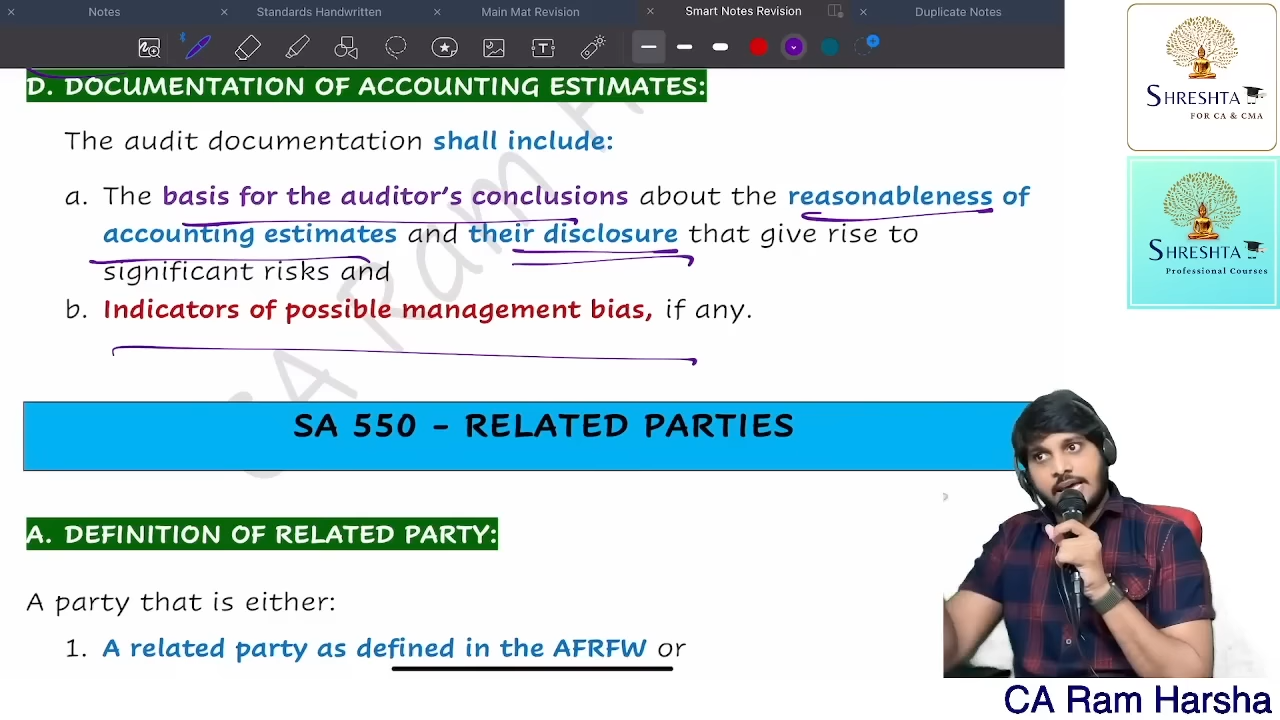 Notes
Standards Handwritten
Main Mat Revision
Smart Notes Revision
Duplicate Notes
D. DOCUMENTATION OF ACCOUNTING ESTIMATES:
The audit documentation shall include:
a. The basis for the auditor's conclusions about the reasonableness of
accounting estimates and their disclosure that give rise to
significant risks and
b. Indicators of possible management bias, if any.
SA 550 - RELATED PARTIES
A. DEFINITION OF RELATED PARTY:
A party that is either:
1. A related party as defined in the AFRFW or
CA Ram H
SHRESHTA
FOR CA & CMA
SHRESHTA
Professional Courses
CA Ram Harsha